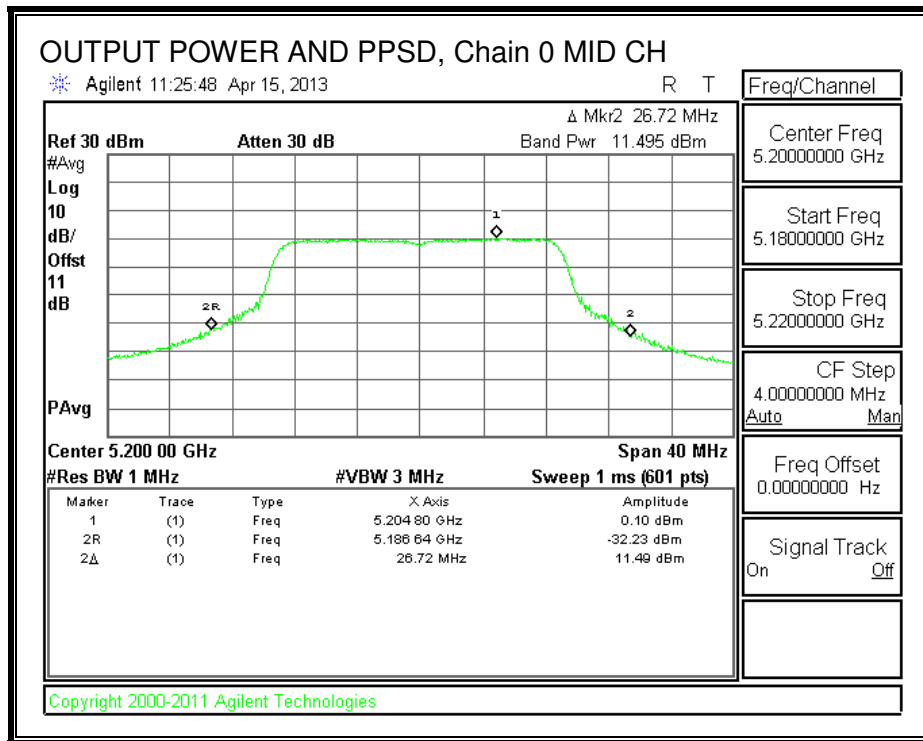 OUTPUT POWER AND PPSD, Chain 0 MID CH
Agilent 11:25:48 Apr 15, 2013 R T
Δ Mkr2 26.72 MHz
Ref 30 dBm Atten 30 dB Band Pwr 11.495 dBm
#Avg
Log
10
dB/
Offst
11
dB
PAvg
1
2R
2
Center 5.200 00 GHz Span 40 MHz
#Res BW 1 MHz #VBW 3 MHz Sweep 1 ms (601 pts)
Marker Trace Type X Axis Amplitude
1 (1) Freq 5.204 80 GHz 0.10 dBm
2R (1) Freq 5.186 64 GHz -32.23 dBm
2Δ (1) Freq 26.72 MHz 11.49 dBm
Freq/Channel
Center Freq
5.20000000 GHz
Start Freq
5.18000000 GHz
Stop Freq
5.22000000 GHz
CF Step
4.00000000 MHz
Auto Man
Freq Offset
0.00000000 Hz
Signal Track
On Off
Copyright 2000-2011 Agilent Technologies